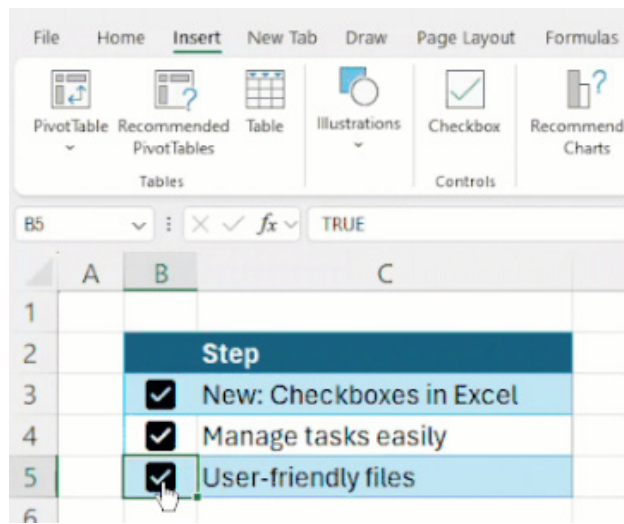 File Home Insert New Tab Draw Page Layout Formulas
PivotTable Recommended Table Illustrations Checkbox Recommend
PivotTables Charts
Tables Controls
B5 fx TRUE
A B C
1
2 Step
3 New: Checkboxes in Excel
4 Manage tasks easily
5 User-friendly files
6